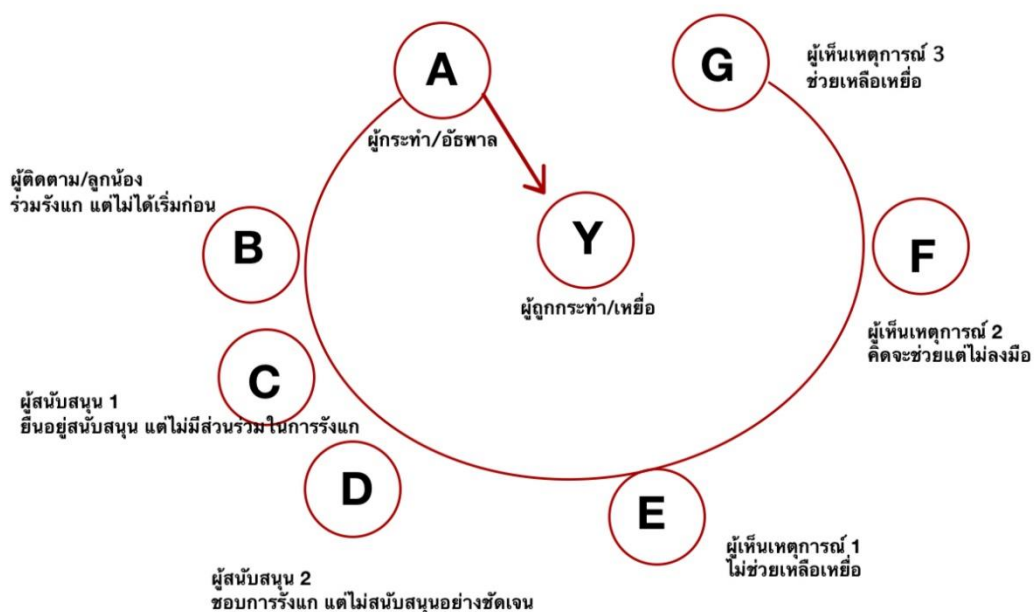 A
ผู้กระทำ/อัธพาล
G
ผู้เห็นเหตุการณ์ 3
ช่วยเหลือเหยื่อ
ผู้ติดตาม/ลูกน้อง
ร่วมรังแก แต่ไม่ได้เริ่มก่อน
B
Y
ผู้ถูกกระทำ/เหยื่อ
F
ผู้เห็นเหตุการณ์ 2
คิดจะช่วยแต่ไม่ลงมือ
C
ผู้สนับสนุน 1
ยืนอยู่สนับสนุน แต่ไม่มีส่วนร่วมในการรังแก
D
ผู้สนับสนุน 2
ชอบการรังแก แต่ไม่สนับสนุนอย่างชัดเจน
E
ผู้เห็นเหตุการณ์ 1
ไม่ช่วยเหลือเหยื่อ